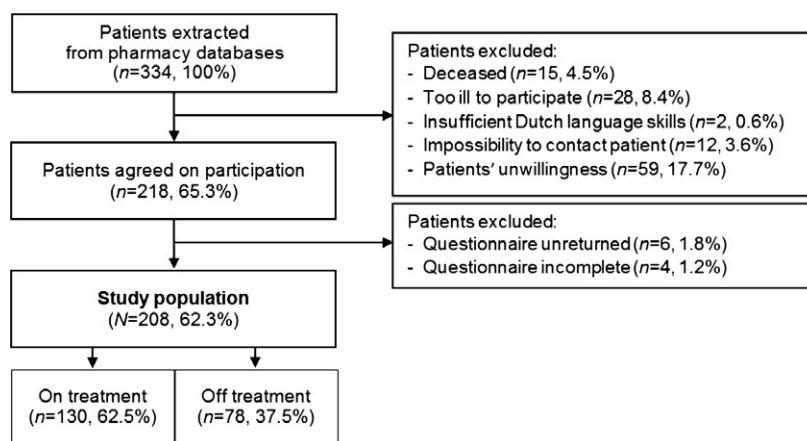 Patients extracted
from pharmacy databases
(n=334, 100%)
Patients excluded:
- Deceased (n=15, 4.5%)
- Too ill to participate (n=28, 8.4%)
- Insufficient Dutch language skills (n=2, 0.6%)
- Impossibility to contact patient (n=12, 3.6%)
- Patients’ unwillingness (n=59, 17.7%)
Patients agreed on participation
(n=218, 65.3%)
Patients excluded:
- Questionnaire unreturned (n=6, 1.8%)
- Questionnaire incomplete (n=4, 1.2%)
Study population
(N=208, 62.3%)
On treatment
(n=130, 62.5%)
Off treatment
(n=78, 37.5%)